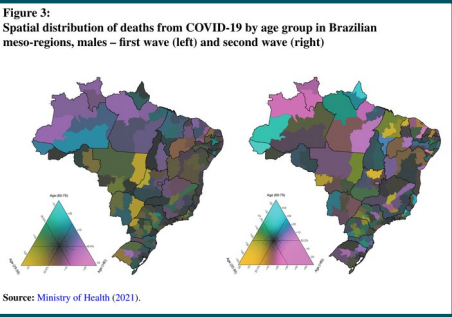 Figure 3:
Spatial distribution of deaths from COVID-19 by age group in Brazilian
meso-regions, males – first wave (left) and second wave (right)
Source: Ministry of Health (2021).